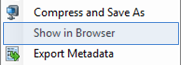 Compress and Save As
Show in Browser
Export Metadata